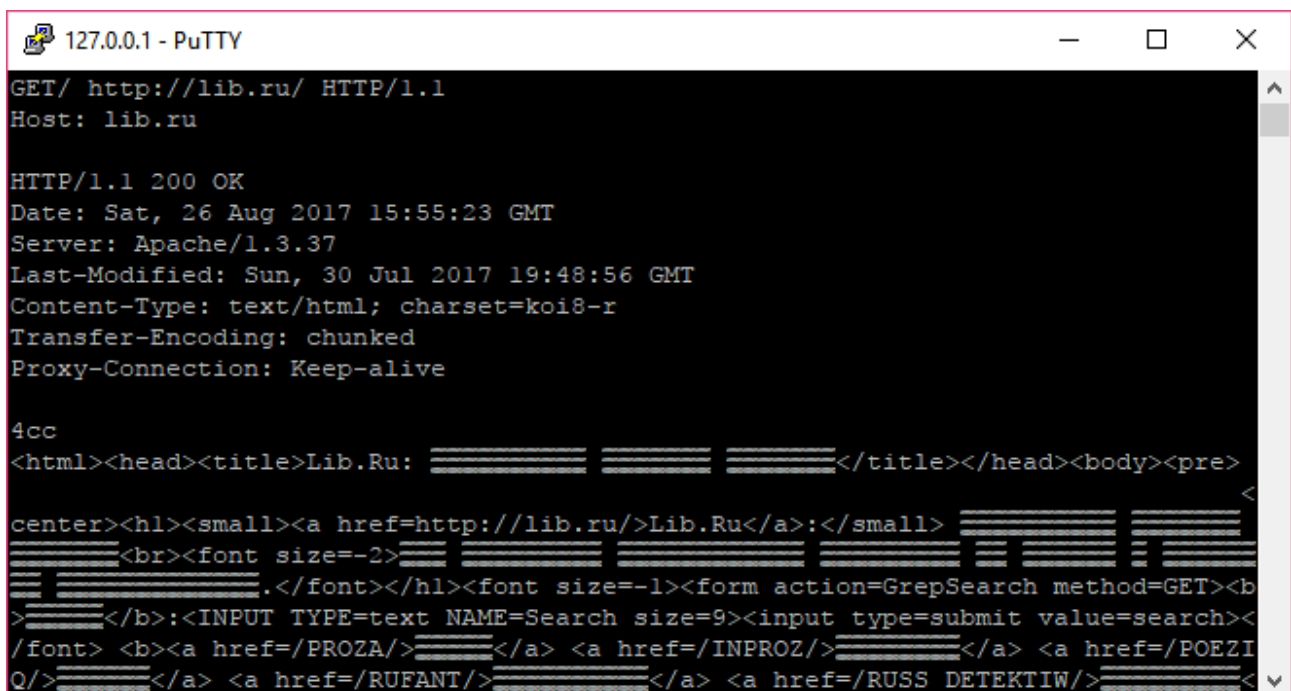 127.0.0.1 - PuTTY
GET/ http://lib.ru/ HTTP/1.1
Host: lib.ru
HTTP/1.1 200 OK
Date: Sat, 26 Aug 2017 15:55:23 GMT
Server: Apache/1.3.37
Last-Modified: Sun, 30 Jul 2017 19:48:56 GMT
Content-Type: text/html; charset=koi8-r
Transfer-Encoding: chunked
Proxy-Connection: Keep-alive
4cc
<html><head><title>Lib.Ru: </title></head><body><pre>
<
center><h1><small><a href=http://lib.ru/>Lib.Ru</a>:</small>
<br><font size=-2>
.</font></h1><font size=-1><form action=GrepSearch method=GET><b
></b>:<INPUT TYPE=text NAME=Search size=9><input type=submit value=search><
/font> <b><a href=/PROZA/></a> <a href=/INPROZ/></a> <a href=/POEZI
Q/></a> <a href=/RUFANT/></a> <a href=/RUSS_DETEKTIW/><